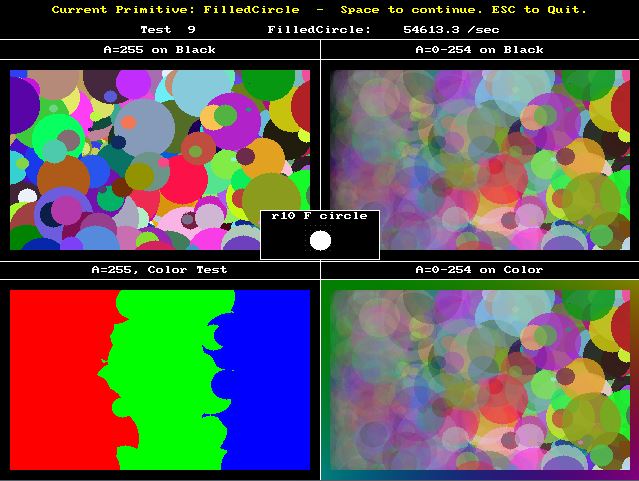 Current Primitive: FilledCircle  -  Space to continue. ESC to Quit.
Test  9          FilledCircle:    54613.3 /sec
A=255 on Black
A=0-254 on Black
r10 F circle
A=255, Color Test
A=0-254 on Color